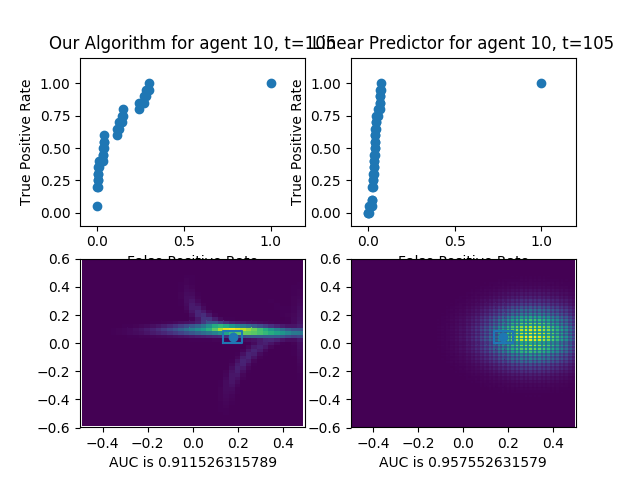 Our Algorithm for agent 10, t=105
Linear Predictor for agent 10, t=105
True Positive Rate
1.00
0.75
0.50
0.25
0.00
0.0 0.5 1.0
False Positive Rate
True Positive Rate
1.00
0.75
0.50
0.25
0.00
0.0 0.5 1.0
False Positive Rate
0.6
0.4
0.2
0.0
−0.2
−0.4
−0.6
−0.4 −0.2 0.0 0.2 0.4
AUC is 0.911526315789
0.6
0.4
0.2
0.0
−0.2
−0.4
−0.6
−0.4 −0.2 0.0 0.2 0.4
AUC is 0.957552631579